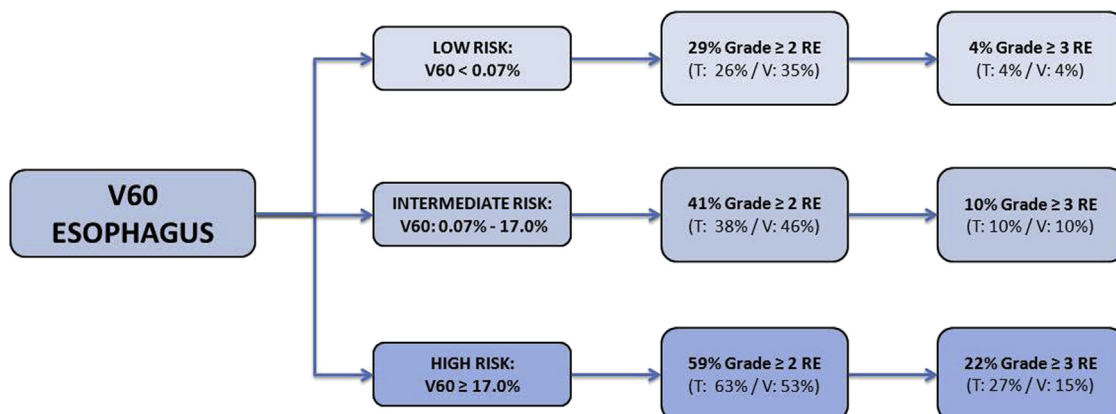 V60
ESOPHAGUS
LOW RISK:
V60 < 0.07%
29% Grade ≥ 2 RE
(T: 26% / V: 35%)
4% Grade ≥ 3 RE
(T: 4% / V: 4%)
INTERMEDIATE RISK:
V60: 0.07% - 17.0%
41% Grade ≥ 2 RE
(T: 38% / V: 46%)
10% Grade ≥ 3 RE
(T: 10% / V: 10%)
HIGH RISK:
V60 ≥ 17.0%
59% Grade ≥ 2 RE
(T: 63% / V: 53%)
22% Grade ≥ 3 RE
(T: 27% / V: 15%)